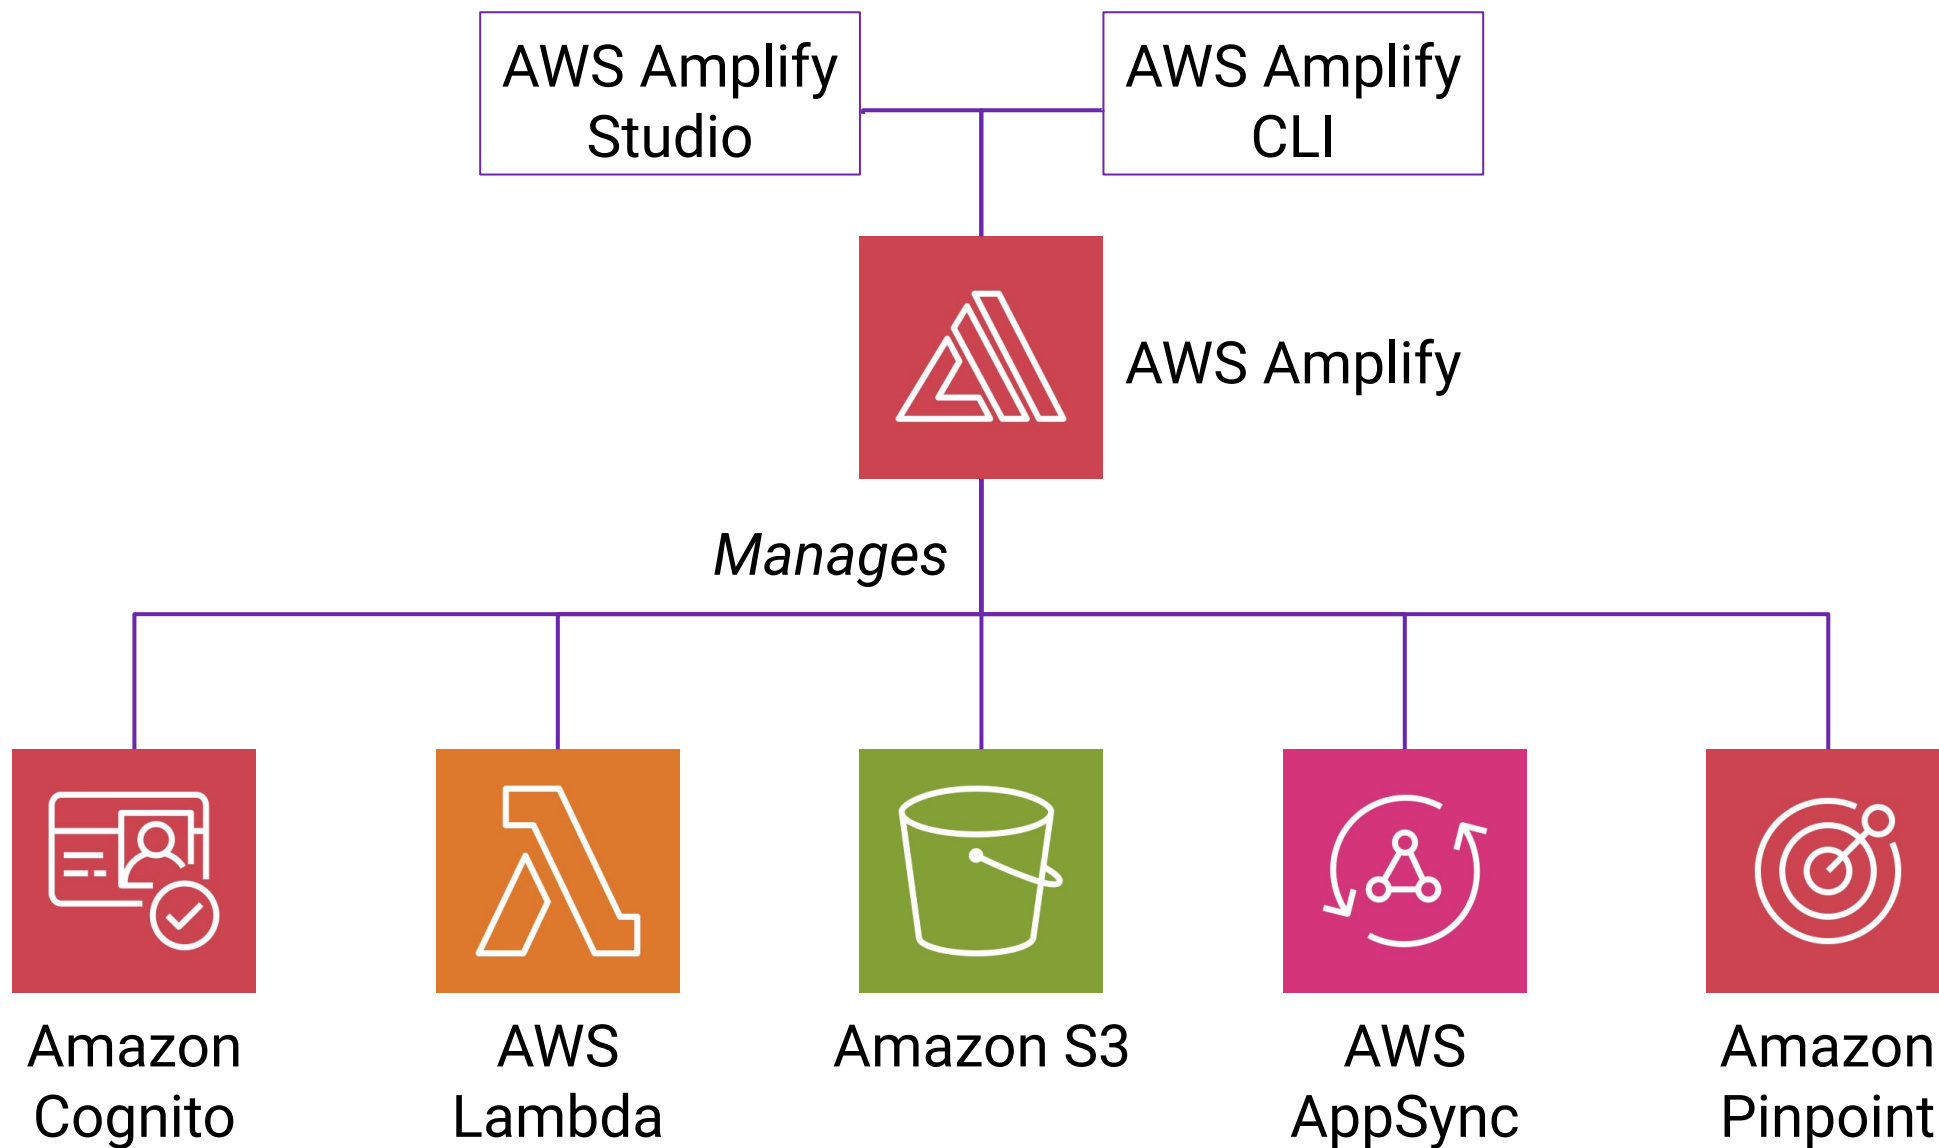 AWS Amplify
Studio
AWS Amplify
CLI
AWS Amplify
Manages
Amazon
Cognito
AWS
Lambda
Amazon S3
AWS
AppSync
Amazon
Pinpoint